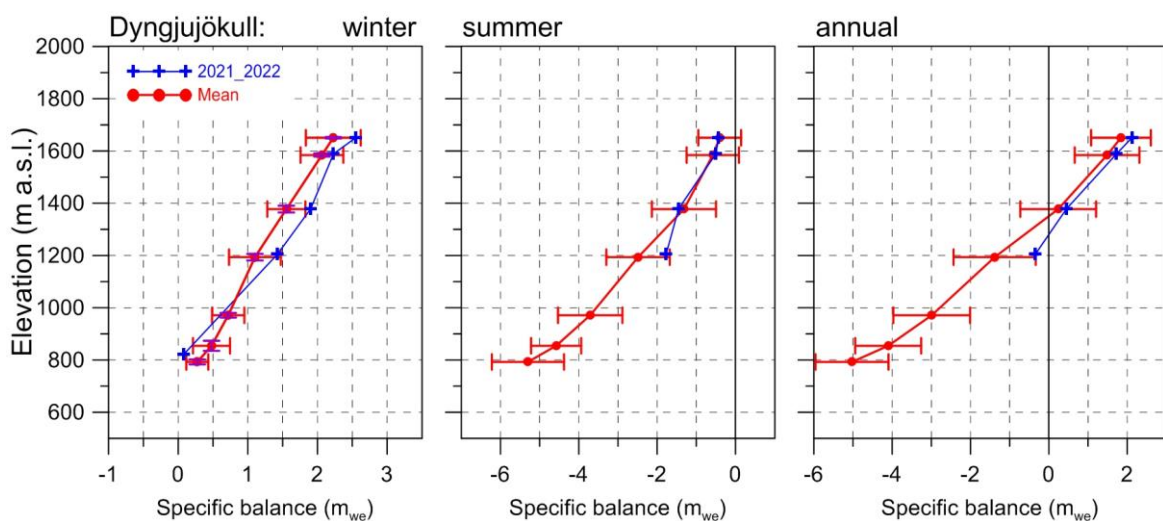 Dyngjujökull: winter summer annual
2021_2022
Mean
Elevation (m a.s.l.)
2000
1800
1600
1400
1200
1000
800
600
-1 0 1 2 3 -6 -4 -2 0 -6 -4 -2 0 2
Specific balance (mwe) Specific balance (mwe) Specific balance (mwe)